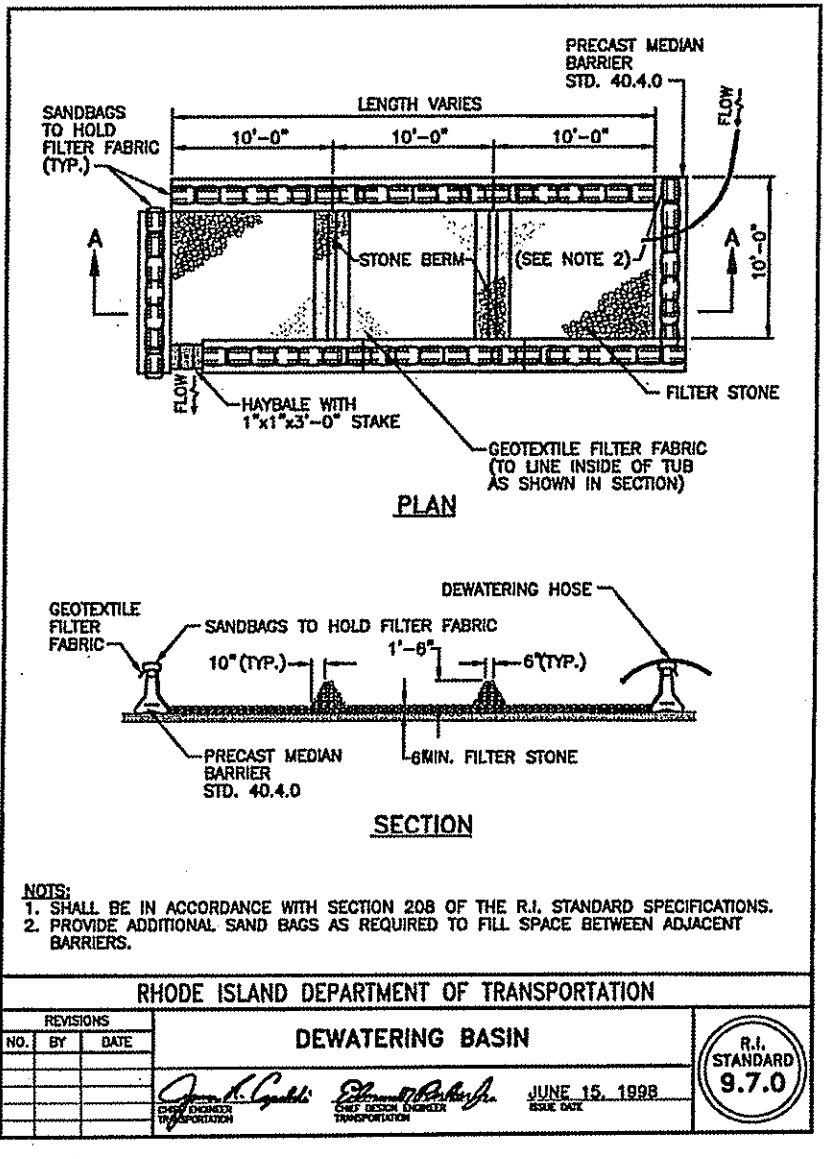 PRECAST MEDIAN
BARRIER
STD. 40.4.0
FLOW
SANDBAGS
TO HOLD
FILTER FABRIC
(TYP.)
LENGTH VARIES
10'-0"
10'-0"
10'-0"
A
STONE BERM
(SEE NOTE 2)
A
10'-0"
FLOW
HAYBALE WITH
1"x1"x3'-0" STAKE
FILTER STONE
GEOTEXTILE FILTER FABRIC
(TO LINE INSIDE OF TUB
AS SHOWN IN SECTION)
PLAN
DEWATERING HOSE
GEOTEXTILE
FILTER
FABRIC
SANDBAGS TO HOLD FILTER FABRIC
10"(TYP.)
1'-6"
6"(TYP.)
PRECAST MEDIAN
BARRIER
STD. 40.4.0
6MIN. FILTER STONE
SECTION
NOTS:
1. SHALL BE IN ACCORDANCE WITH SECTION 208 OF THE R.I. STANDARD SPECIFICATIONS.
2. PROVIDE ADDITIONAL SAND BAGS AS REQUIRED TO FILL SPACE BETWEEN ADJACENT
BARRIERS.
RHODE ISLAND DEPARTMENT OF TRANSPORTATION
REVISIONS
NO. BY DATE
DEWATERING BASIN
CHIEF ENGINEER
TRANSPORTATION
CHIEF DESIGN ENGINEER
TRANSPORTATION
JUNE 15, 1998
ISSUE DATE
R.I.
STANDARD
9.7.0